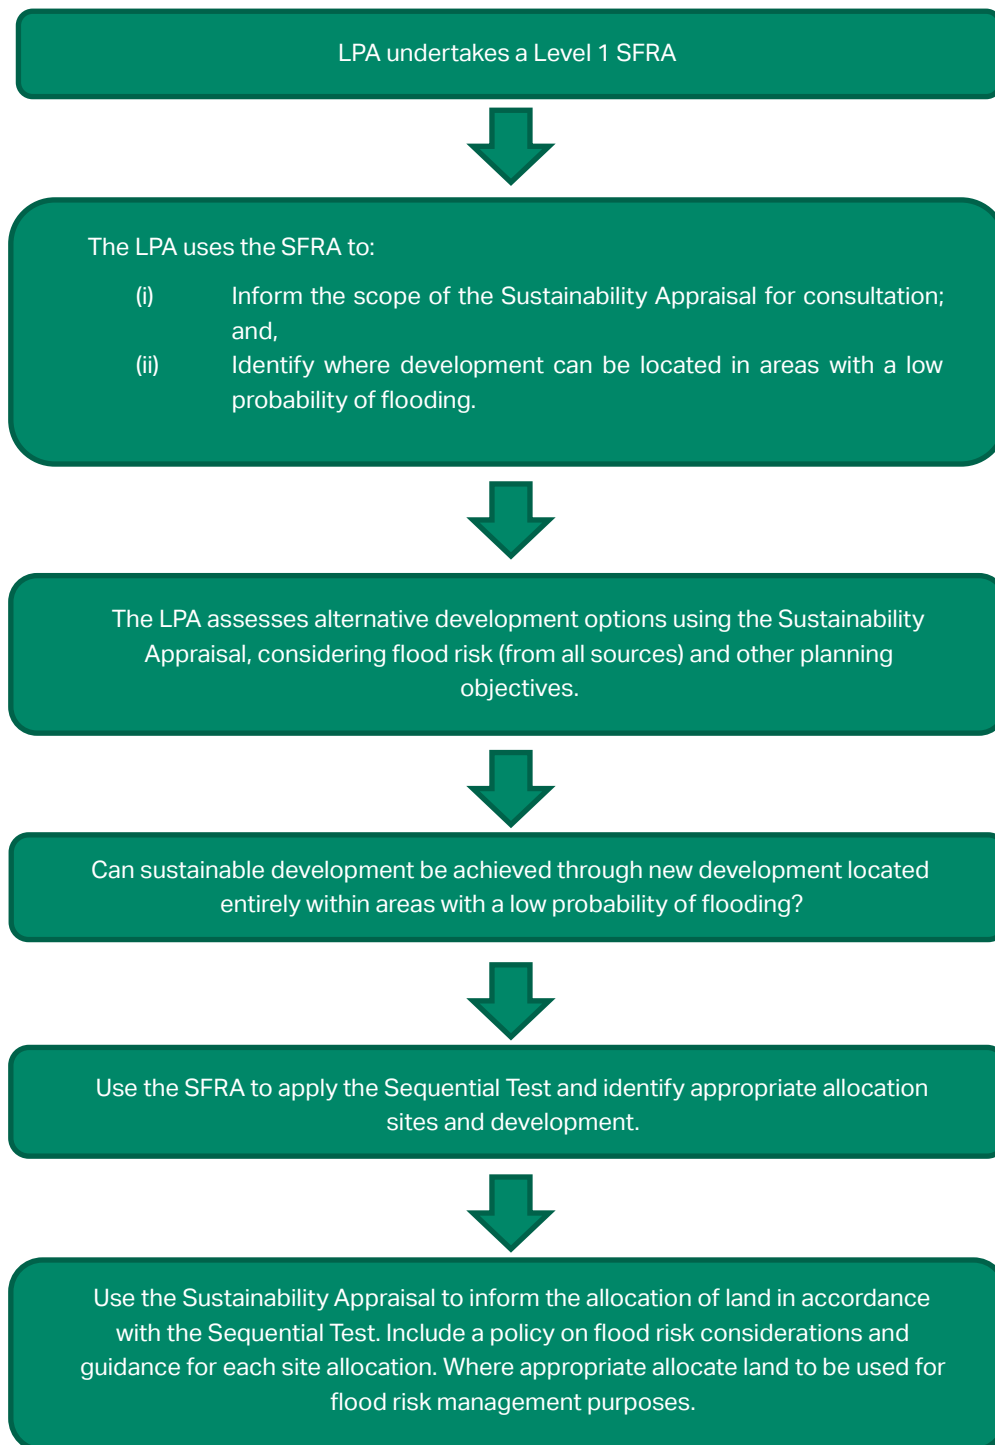 LPA undertakes a Level 1 SFRA
The LPA uses the SFRA to:
(i) Inform the scope of the Sustainability Appraisal for consultation;
and,
(ii) Identify where development can be located in areas with a low
probability of flooding.
The LPA assesses alternative development options using the Sustainability
Appraisal, considering flood risk (from all sources) and other planning
objectives.
Can sustainable development be achieved through new development located
entirely within areas with a low probability of flooding?
Use the SFRA to apply the Sequential Test and identify appropriate allocation
sites and development.
Use the Sustainability Appraisal to inform the allocation of land in accordance
with the Sequential Test. Include a policy on flood risk considerations and
guidance for each site allocation. Where appropriate allocate land to be used for
flood risk management purposes.